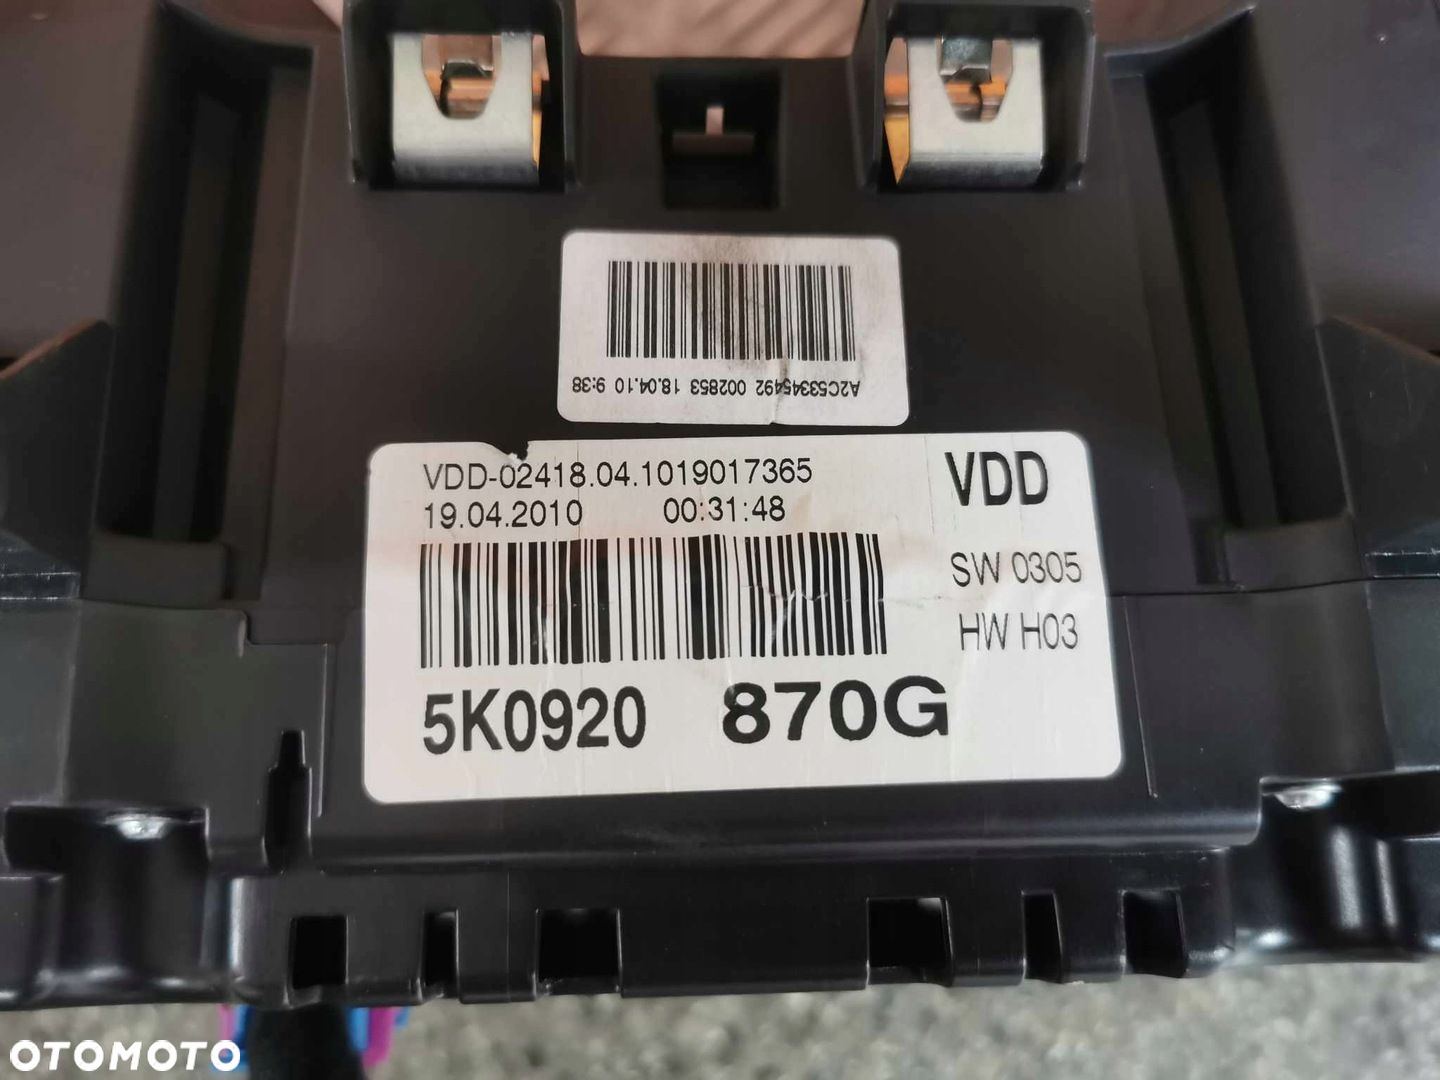 A2C53345492 002853 18.04.10 9:38
VDD-02418.04.1019017365
19.04.2010 00:31:48
VDD
SW 0305
HW H03
5K0920 870G
OTOMOTO